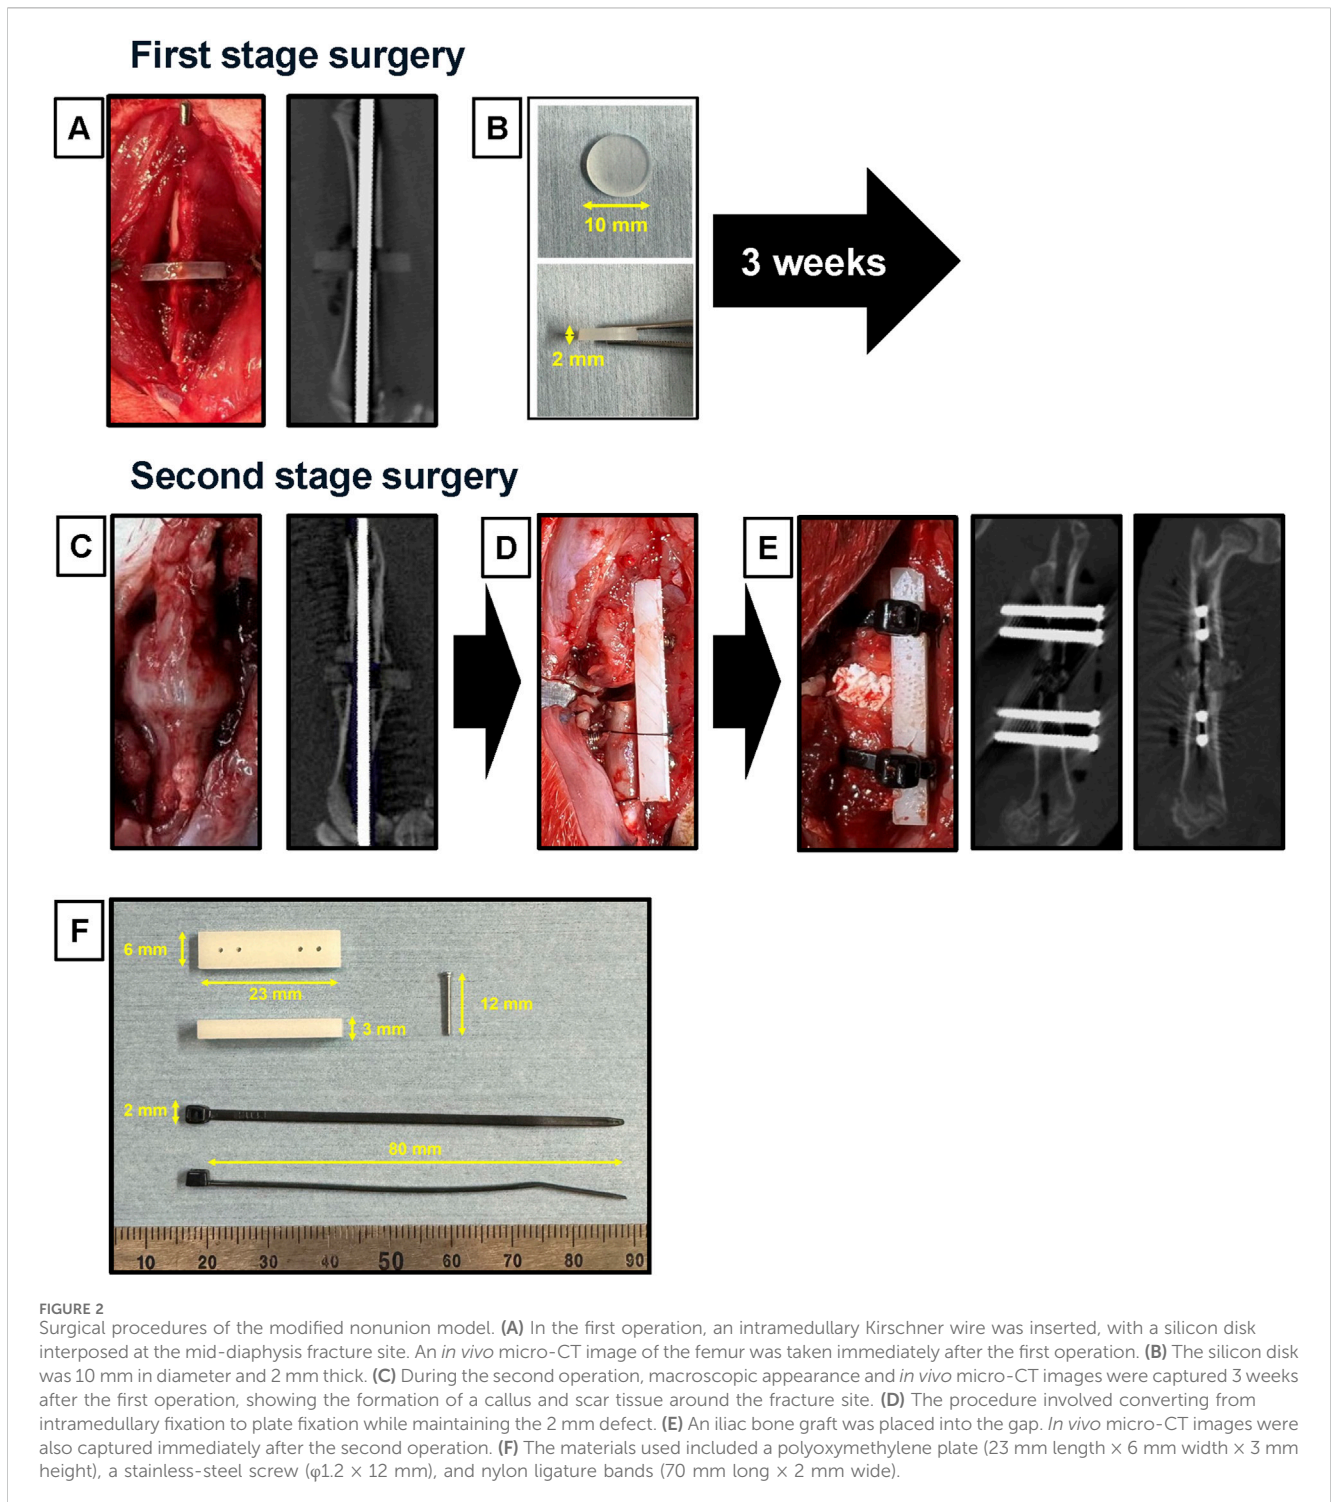 First stage surgery
A
B
10 mm
2 mm
3 weeks
Second stage surgery
C
D
E
F
6 mm
23 mm
12 mm
3 mm
2 mm
80 mm
10 20 30 40 50 60 70 80 90
FIGURE 2
Surgical procedures of the modified nonunion model. (A) In the first operation, an intramedullary Kirschner wire was inserted, with a silicon disk
interposed at the mid-diaphysis fracture site. An in vivo micro-CT image of the femur was taken immediately after the first operation. (B) The silicon disk
was 10 mm in diameter and 2 mm thick. (C) During the second operation, macroscopic appearance and in vivo micro-CT images were captured 3 weeks
after the first operation, showing the formation of a callus and scar tissue around the fracture site. (D) The procedure involved converting from
intramedullary fixation to plate fixation while maintaining the 2 mm defect. (E) An iliac bone graft was placed into the gap. In vivo micro-CT images were
also captured immediately after the second operation. (F) The materials used included a polyoxymethylene plate (23 mm length × 6 mm width × 3 mm
height), a stainless-steel screw (φ1.2 × 12 mm), and nylon ligature bands (70 mm long × 2 mm wide).